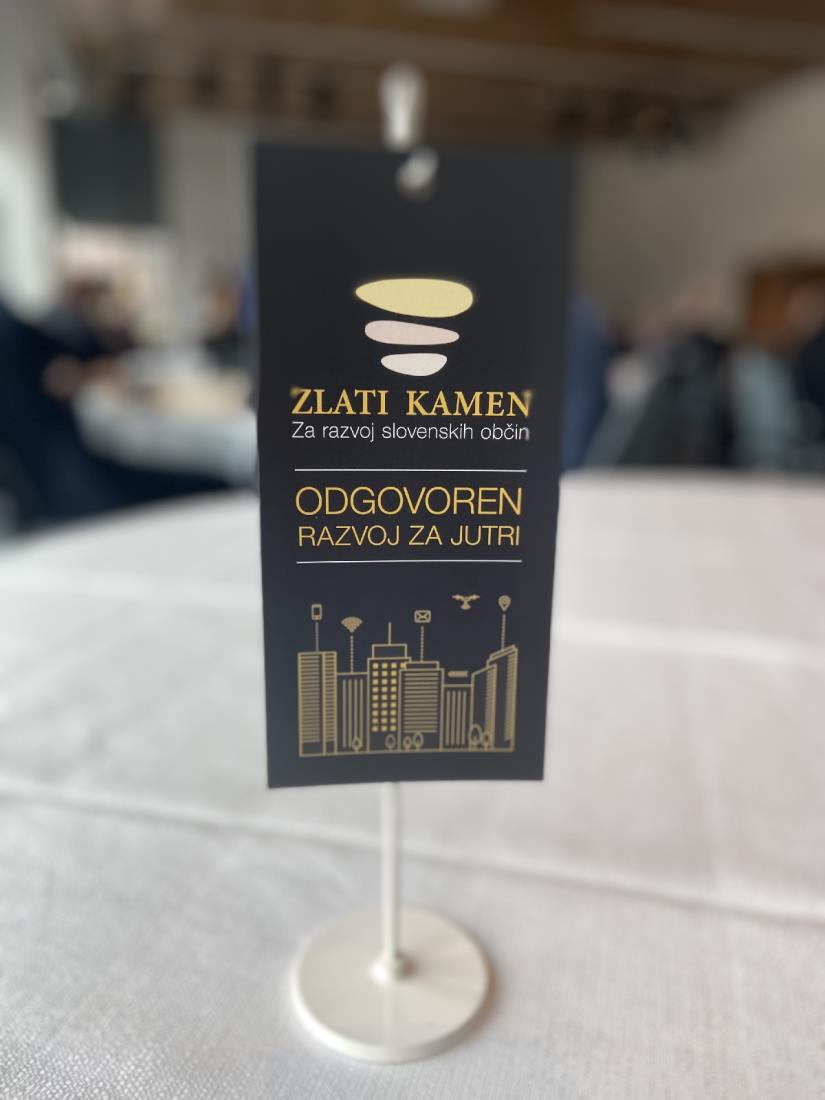 ZLATI KAMEN
Za razvoj slovenskih občin
ODGOVOREN
RAZVOJ ZA JUTRI